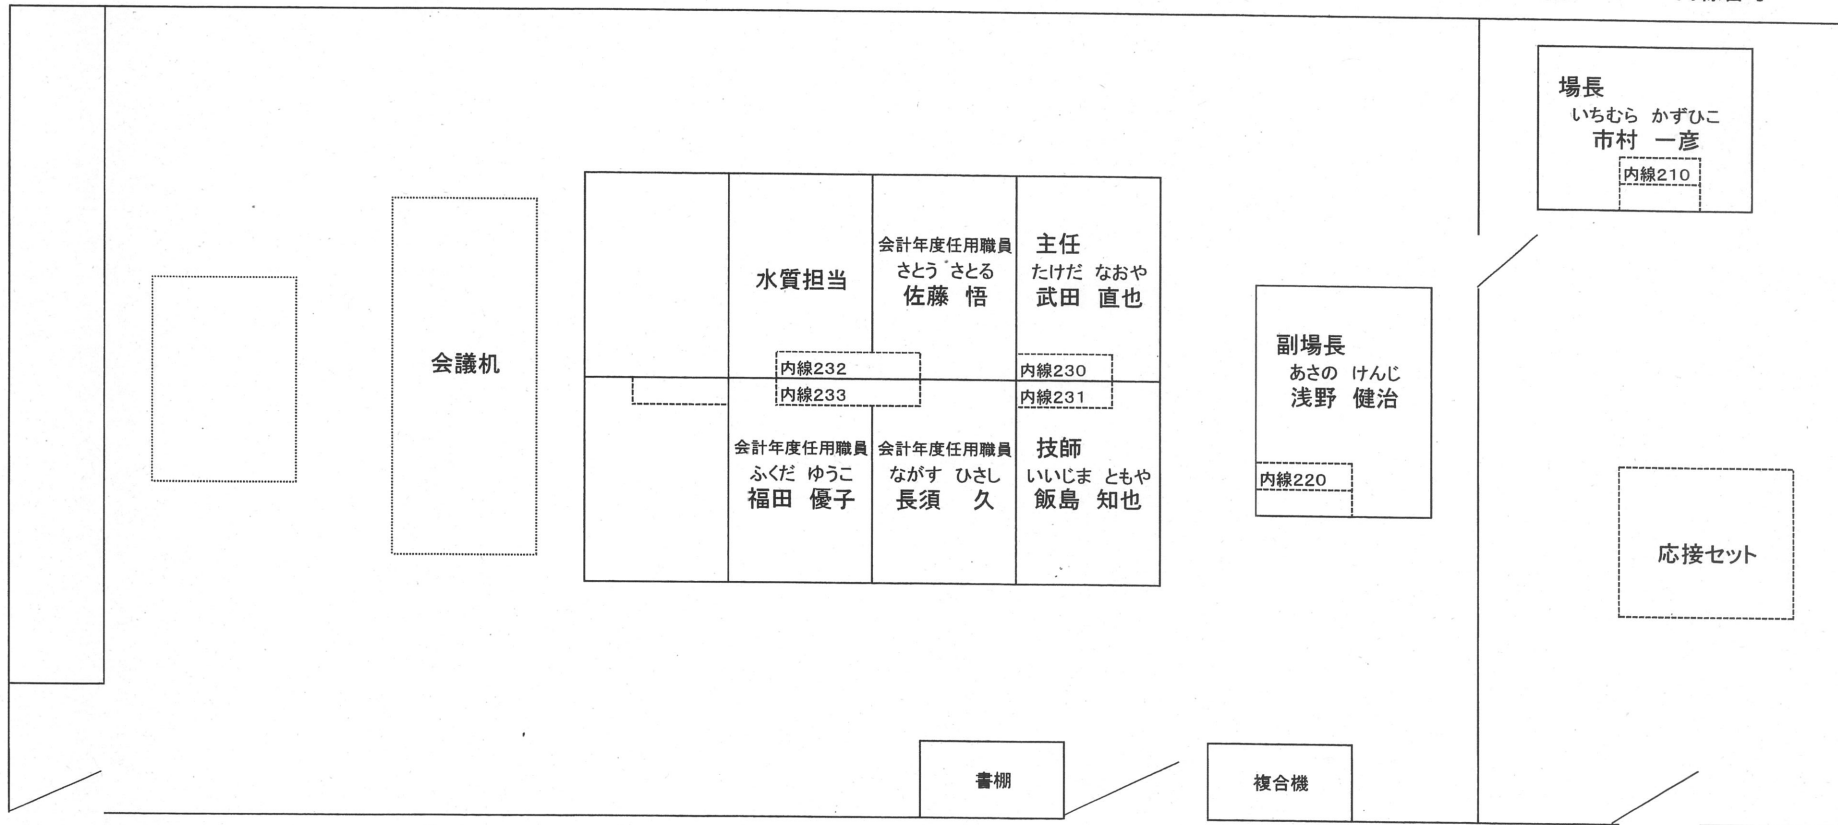 場長
いちむら かずひこ
市村 一彦
内線210
水質担当
会計年度任用職員
さとう さとる
佐藤 悟
主任
たけだ なおや
武田 直也
内線232
内線230
内線233
内線231
会計年度任用職員
ふくだ ゆうこ
福田 優子
会計年度任用職員
ながす ひさし
長須 久
技師
いいじま ともや
飯島 知也
会議机
副場長
あさの けんじ
浅野 健治
内線220
応接セット
書棚
複合機